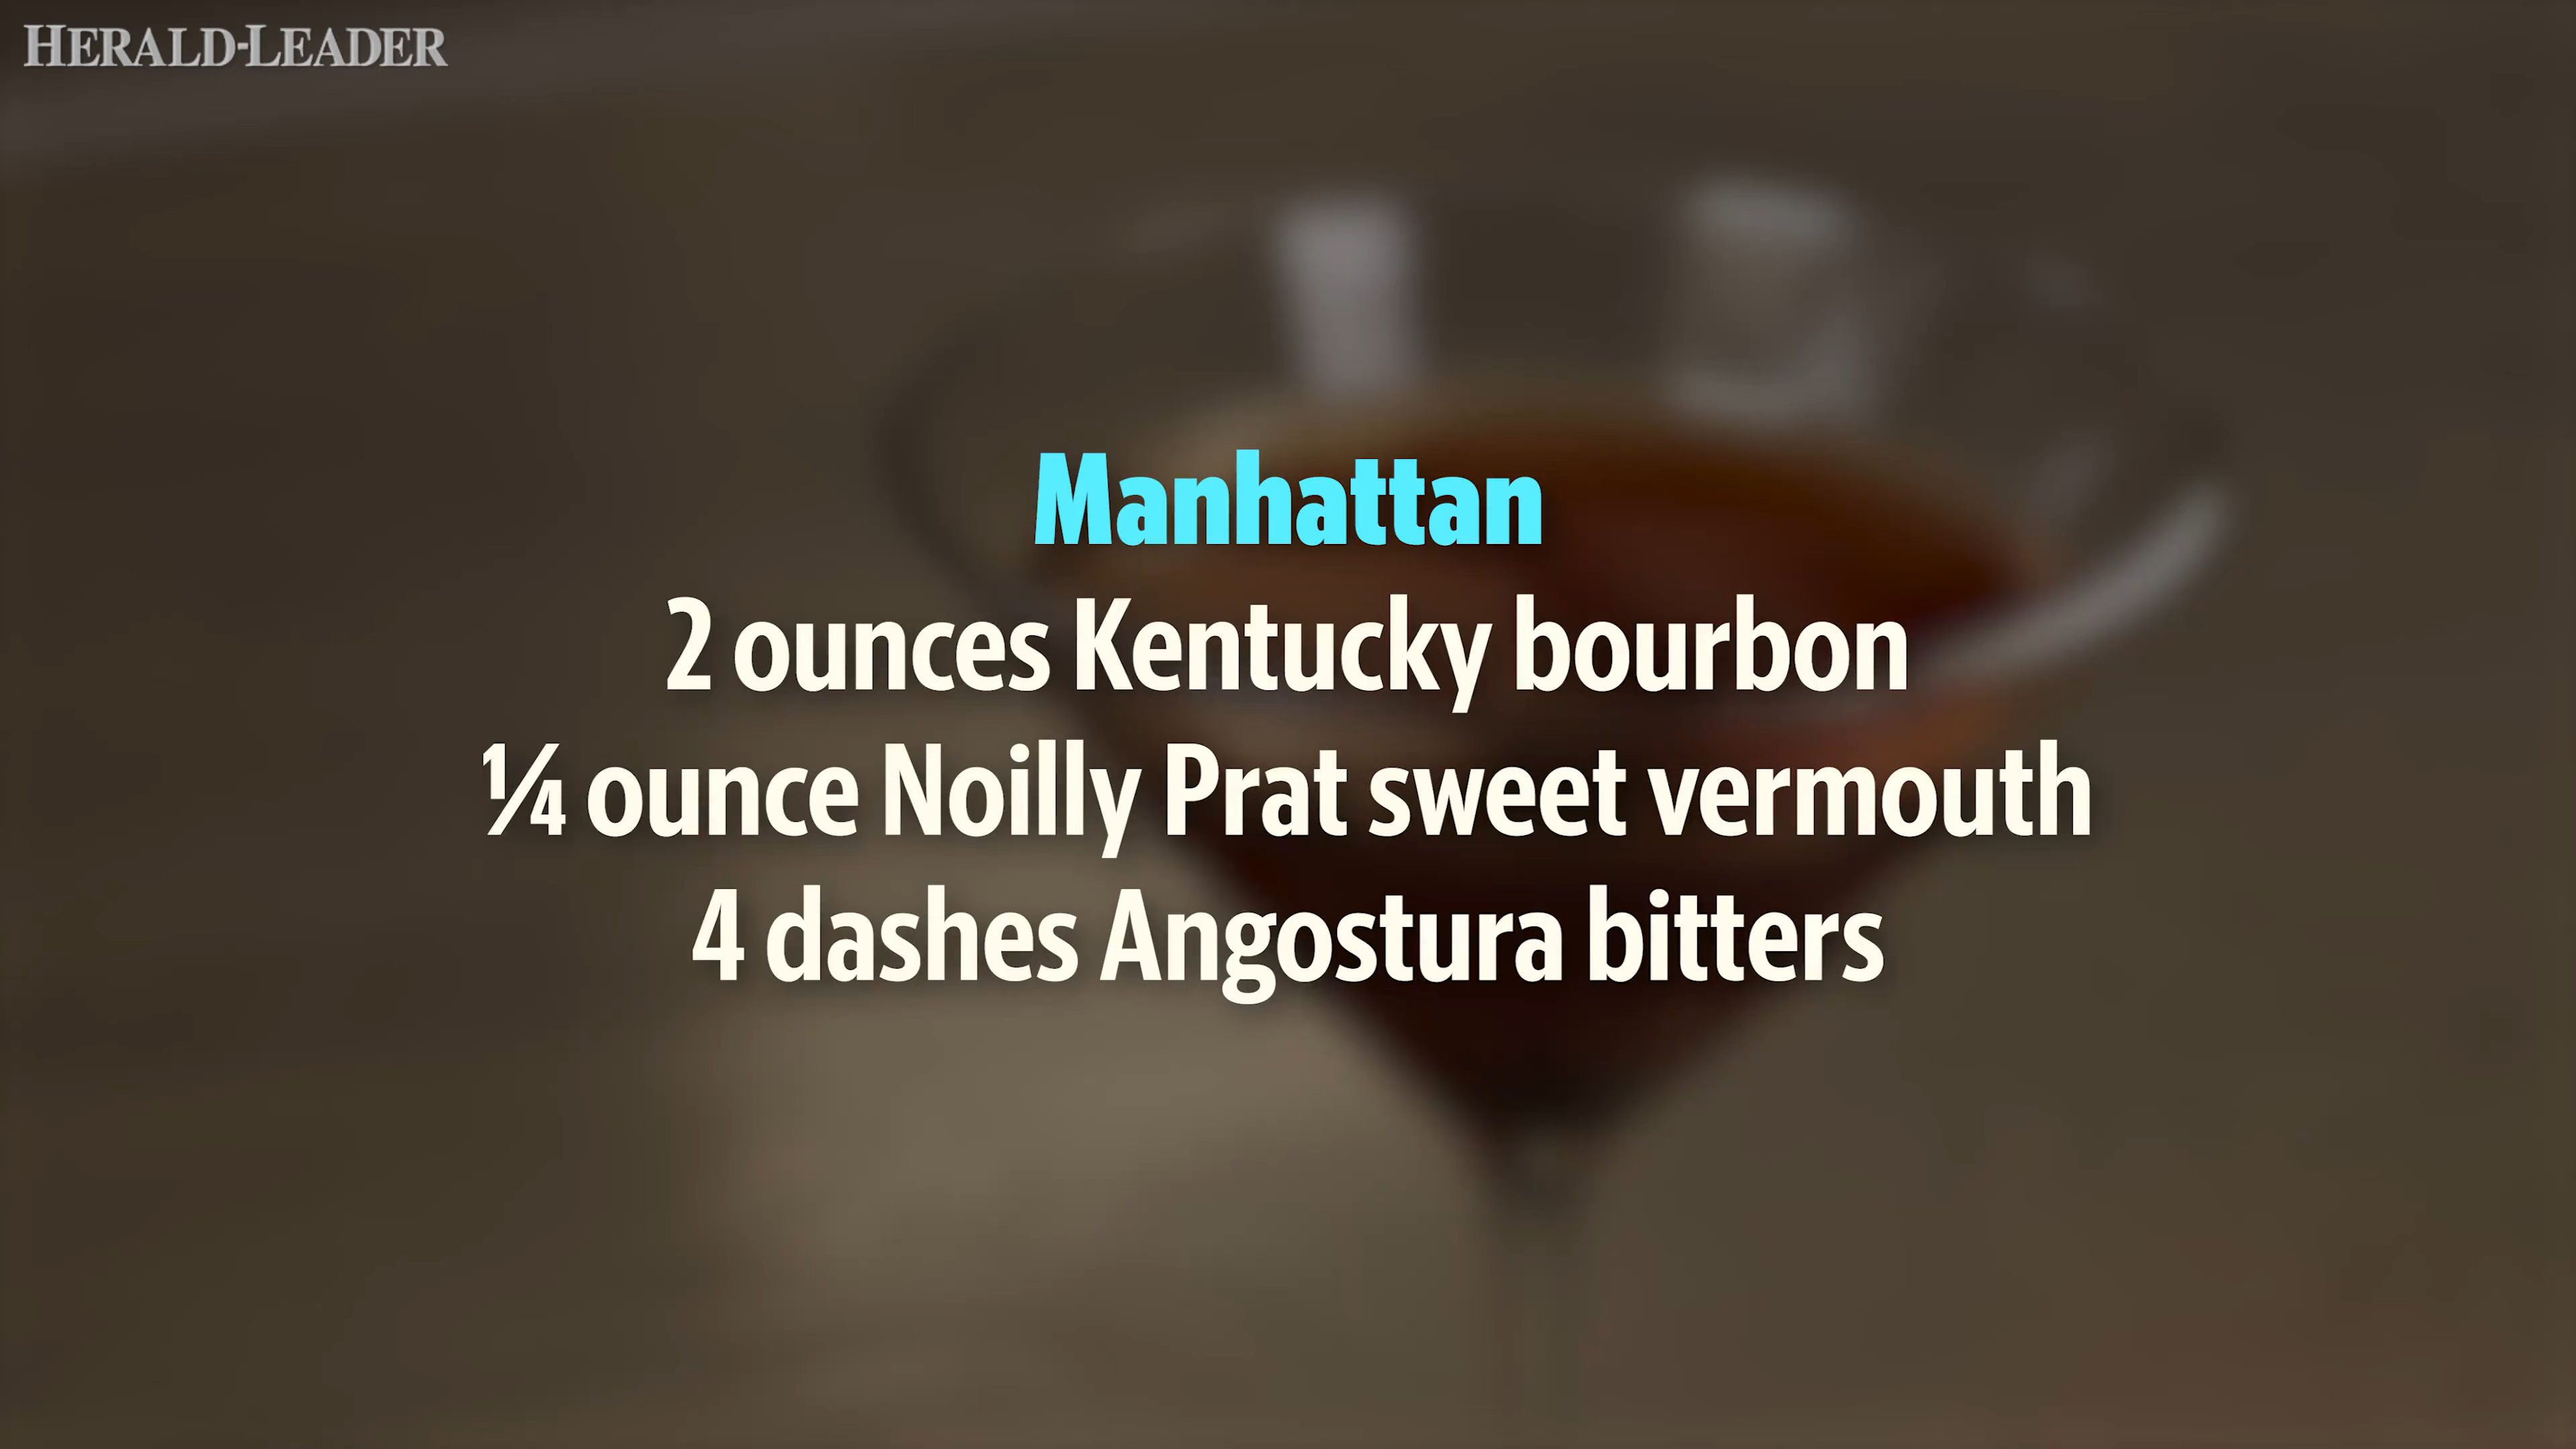 HERALD-LEADER
Manhattan
2 ounces Kentucky bourbon
¼ ounce Noilly Prat sweet vermouth
4 dashes Angostura bitters